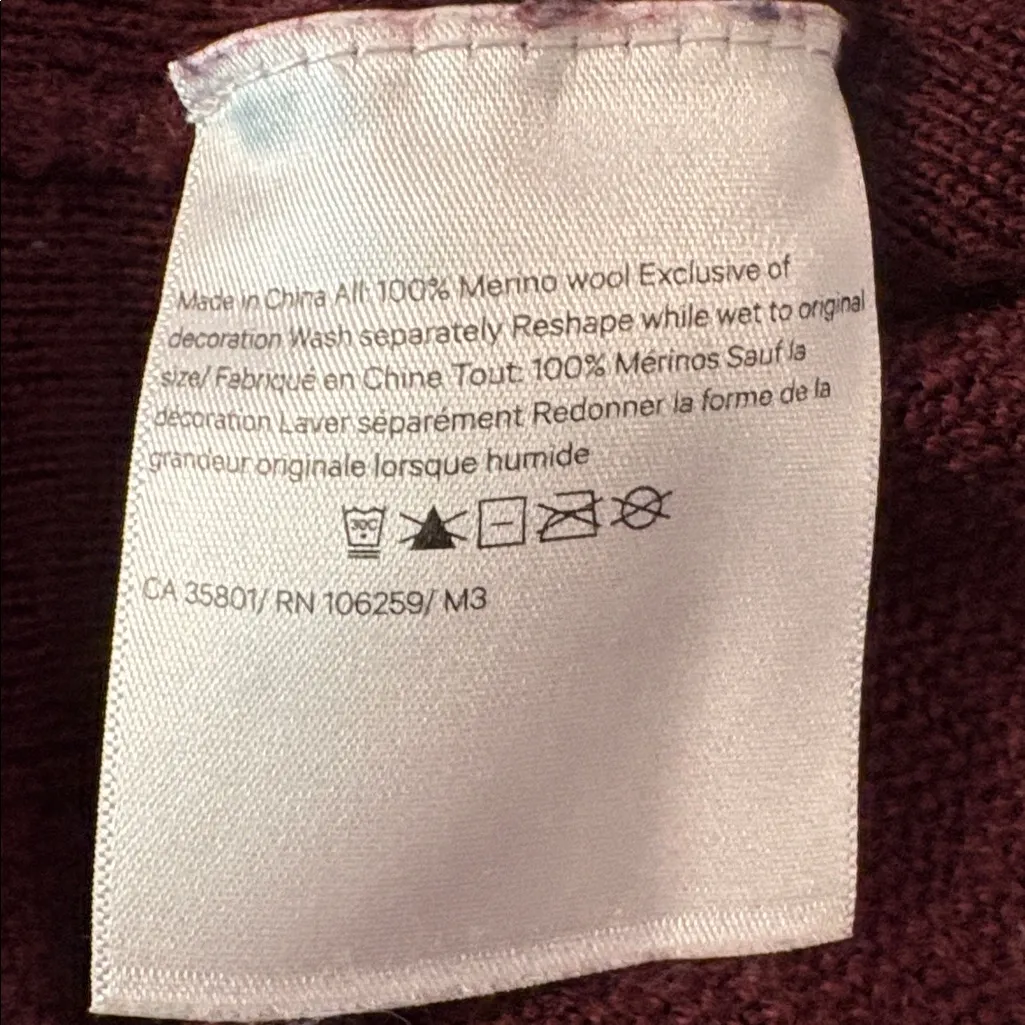 Made in China All: 100% Merino wool Exclusive of
decoration Wash separately Reshape while wet to original
size/ Fabriqué en Chine Tout: 100% Mérinos Sauf la
décoration Laver séparément Redonner la forme de la
grandeur originale lorsque humide
30C
CA 35801/ RN 106259/ M3